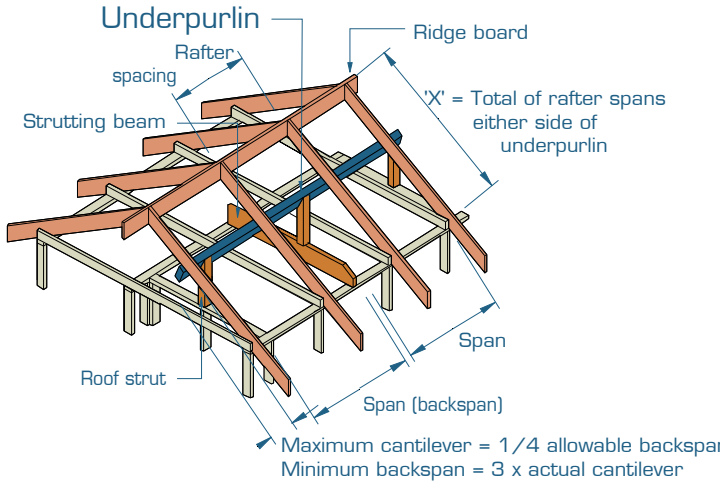 Underpurlin
Ridge board
Rafter
spacing
'X' = Total of rafter spans
either side of
underpurlin
Strutting beam
Span
Roof strut
Span (backspan)
Maximum cantilever = 1/4 allowable backspan
Minimum backspan = 3 x actual cantilever